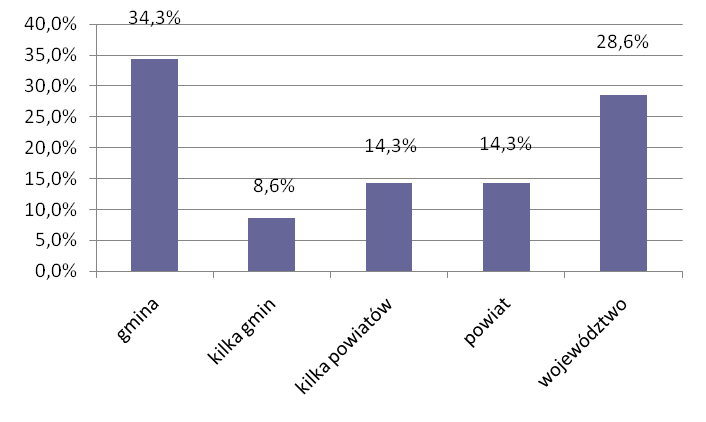 40,0%
35,0%
30,0%
25,0%
20,0%
15,0%
10,0%
5,0%
0,0%
34,3%
8,6%
14,3%
14,3%
28,6%
gmina
kilka gmin
kilka powiatów
powiat
województwo